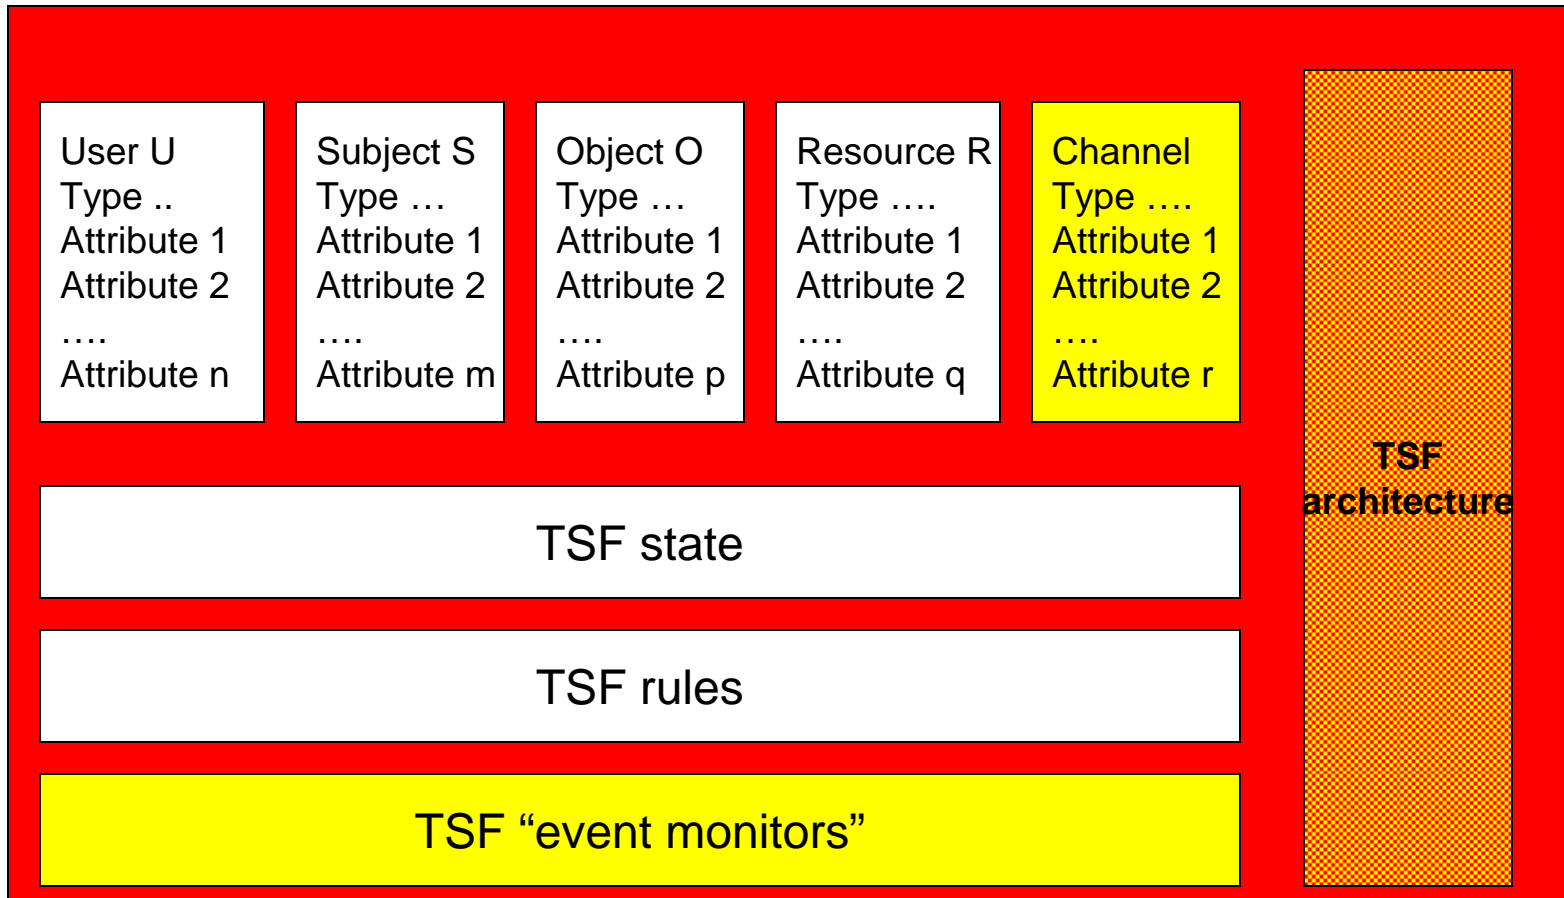 User U
Type ..
Attribute 1
Attribute 2
….
Attribute n
Subject S
Type …
Attribute 1
Attribute 2
….
Attribute m
Object O
Type …
Attribute 1
Attribute 2
….
Attribute p
Resource R
Type ….
Attribute 1
Attribute 2
….
Attribute q
Channel
Type ….
Attribute 1
Attribute 2
….
Attribute r
TSF
architecture
TSF state
TSF rules
TSF “event monitors”